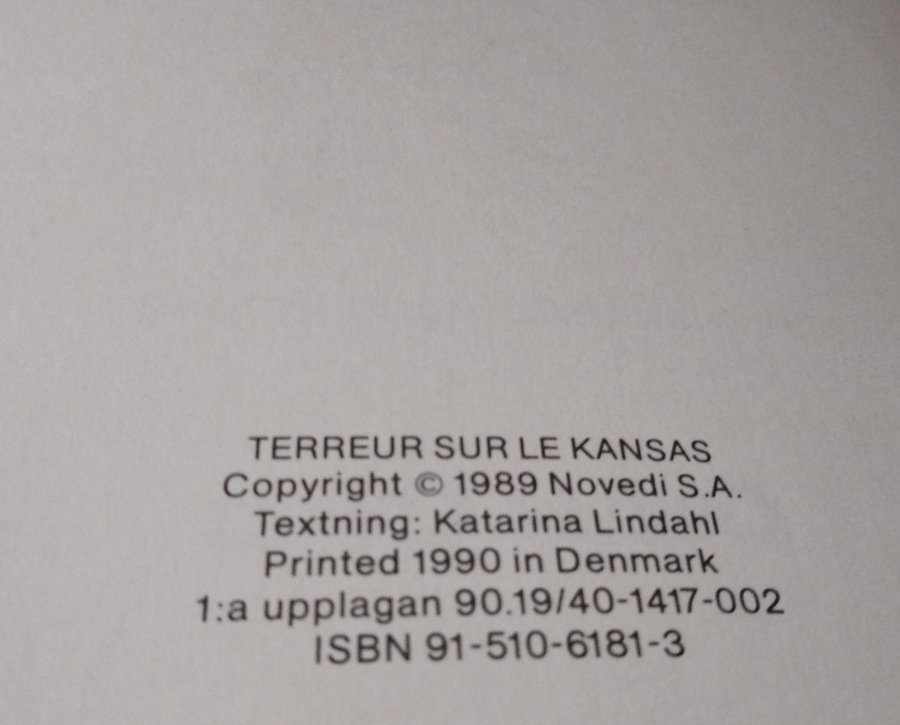 TERREUR SUR LE KANSAS
Copyright © 1989 Novedi S.A.
Textning: Katarina Lindahl
Printed 1990 in Denmark
1:a upplagan 90.19/40-1417-002
ISBN 91-510-6181-3